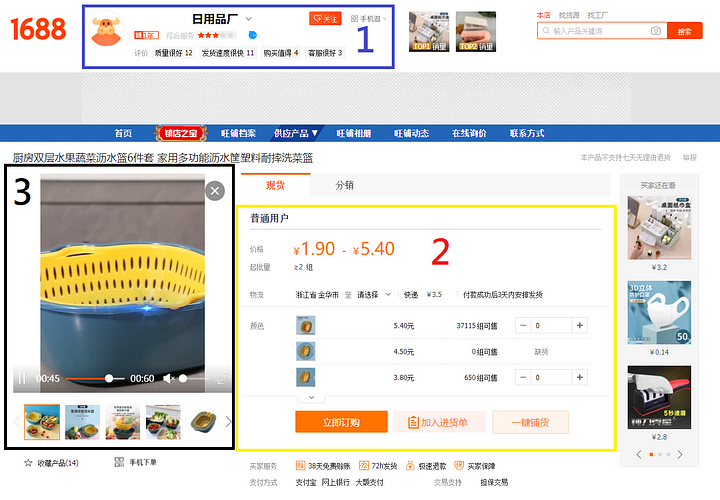 1688
日用品厂
关注
手机逛
1
综合服务
评价 质量很好 12 发货速度很快 11 购买值得 4 客服很好 3
TOP1 销量
TOP2 销量
本店 找货源 找工厂
输入产品关键词
搜索
首页 镇店之宝 旺铺档案 供应产品 旺铺相册 旺铺动态 在线询价 联系方式
厨房双层水果蔬菜沥水篮6件套 家用多功能沥水筐塑料耐摔洗菜篮
本产品不支持七天无理由退货 举报
3
00:45 00:60
收藏产品(14) 手机下单
现货 分销
普通用户
2
价格 ¥1.90 - ¥5.40
起批量 ≥2 组
物流 浙江省 金华市 至 请选择 快递 ¥3.5 付款成功后3天内安排发货
颜色
5.40元 37115组可售 − 0 +
4.50元 0组可售 缺货
3.80元 650组可售 − 0 +
立即订购 加入进货单 一键铺货
买家服务 38天免费赊账 72h发货 极速退款 买家保障
支付方式 支付宝 网上银行 大额支付 交易支持 担保交易
买家还在看
桌面纸巾盒
¥3.2
3D立体
防护口罩
50
¥0.14
5秒速磨
¥2.8